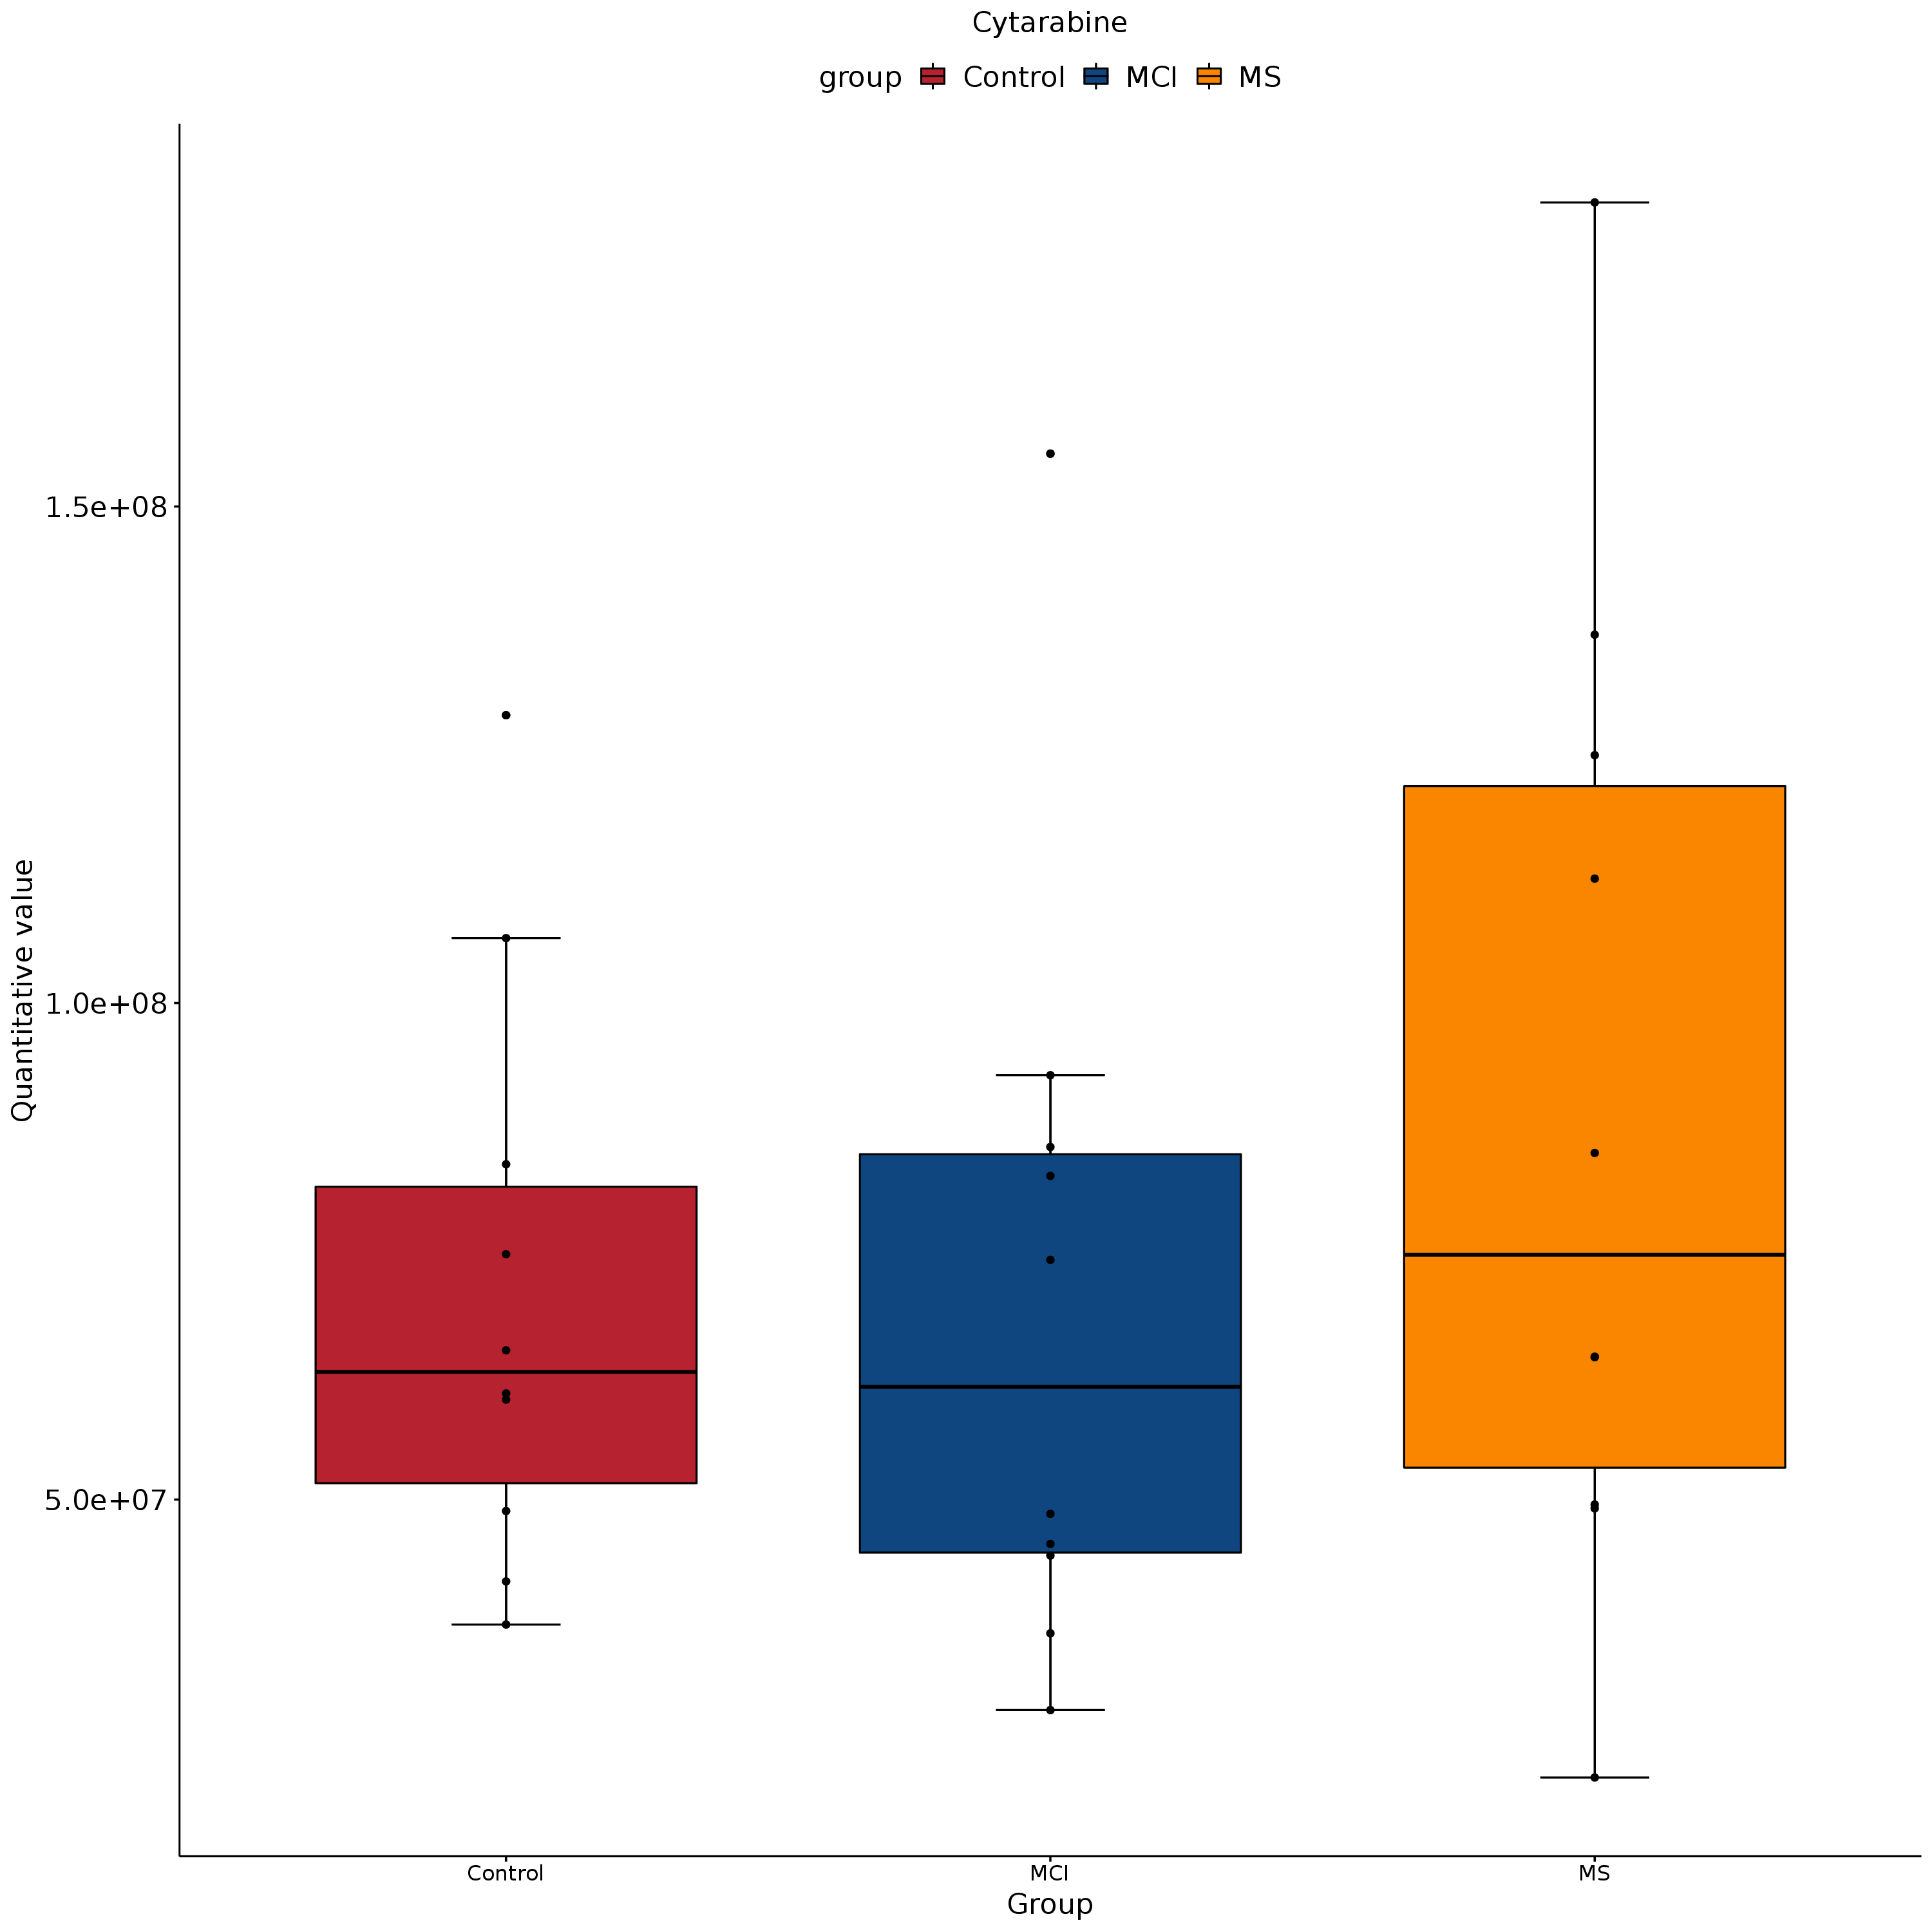 Cytarabine
group Control MCI MS
Quantitative value
1.5e+08
1.0e+08
5.0e+07
Control MCI MS
Group